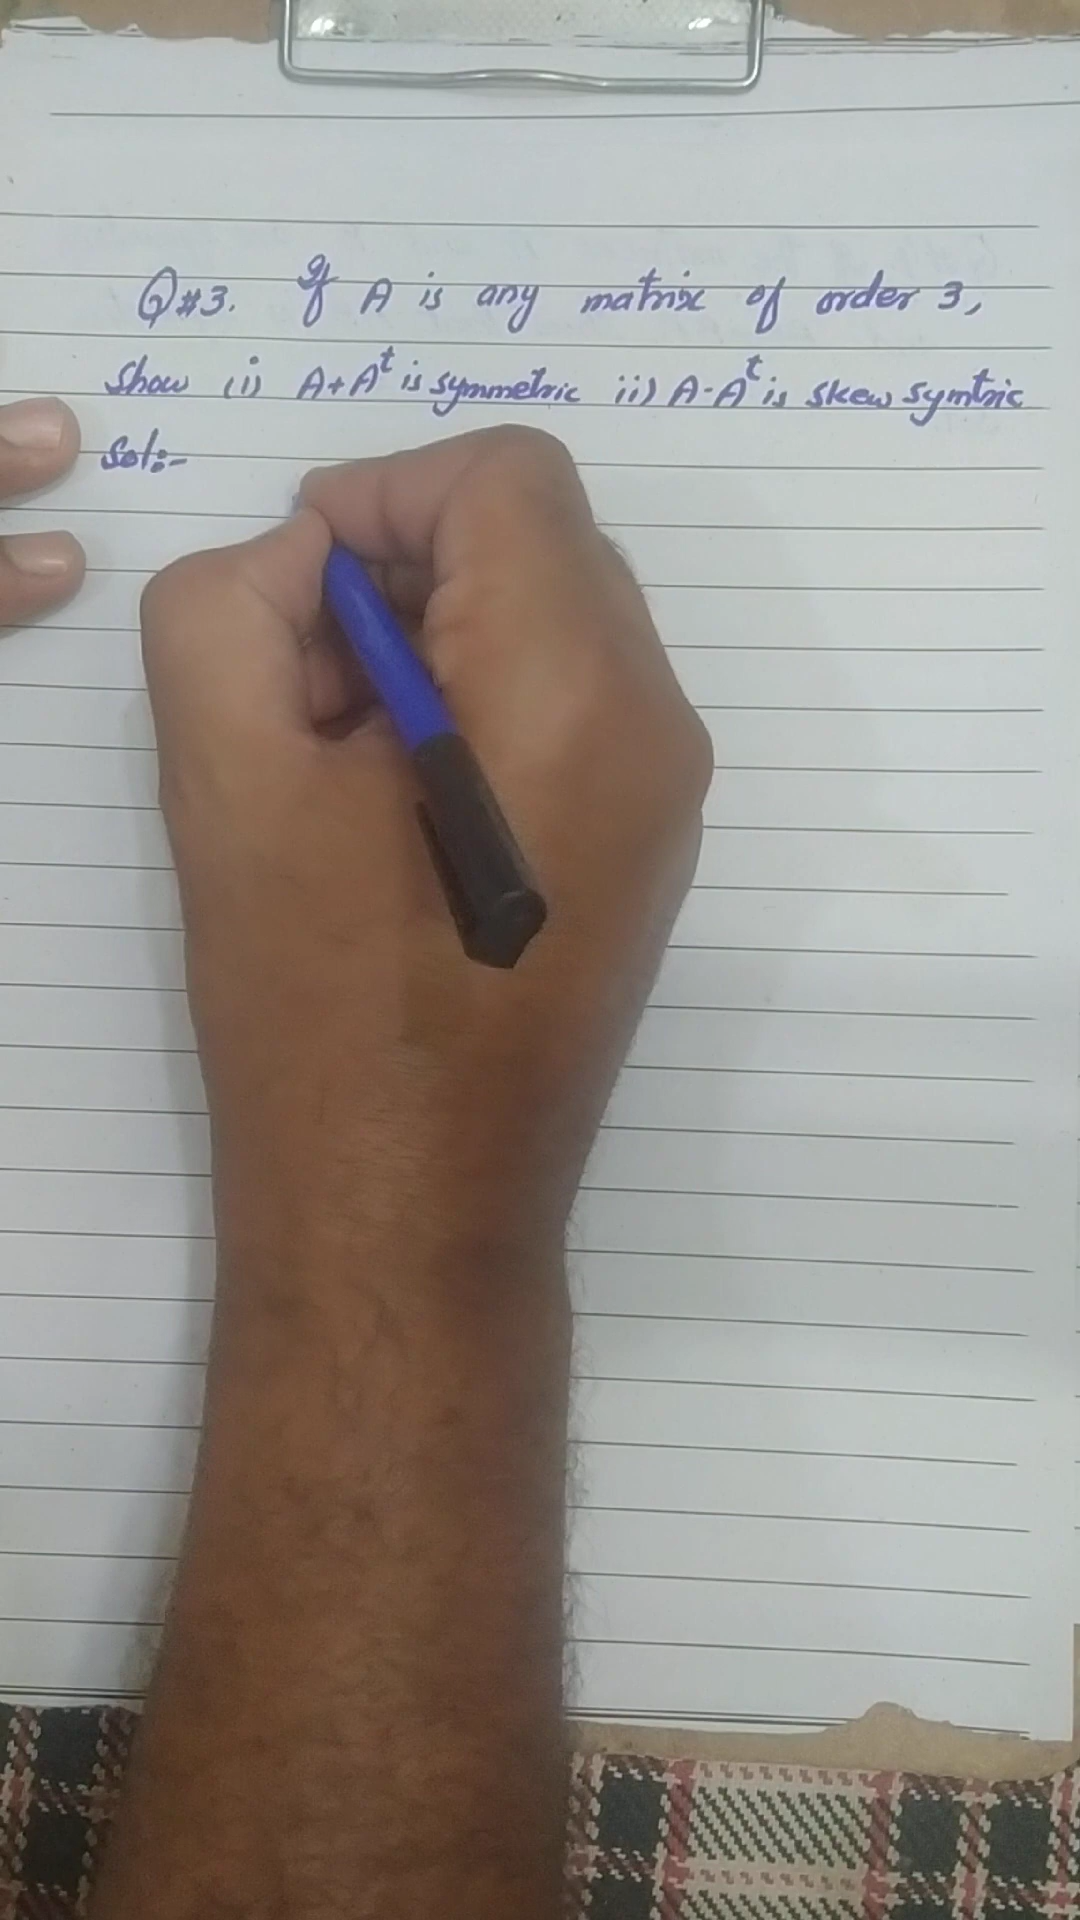 Q#3. If A is any matrix of order 3,
Show (i) A+A^t is symmetric ii) A-A^t is skew symtric
Sol:-